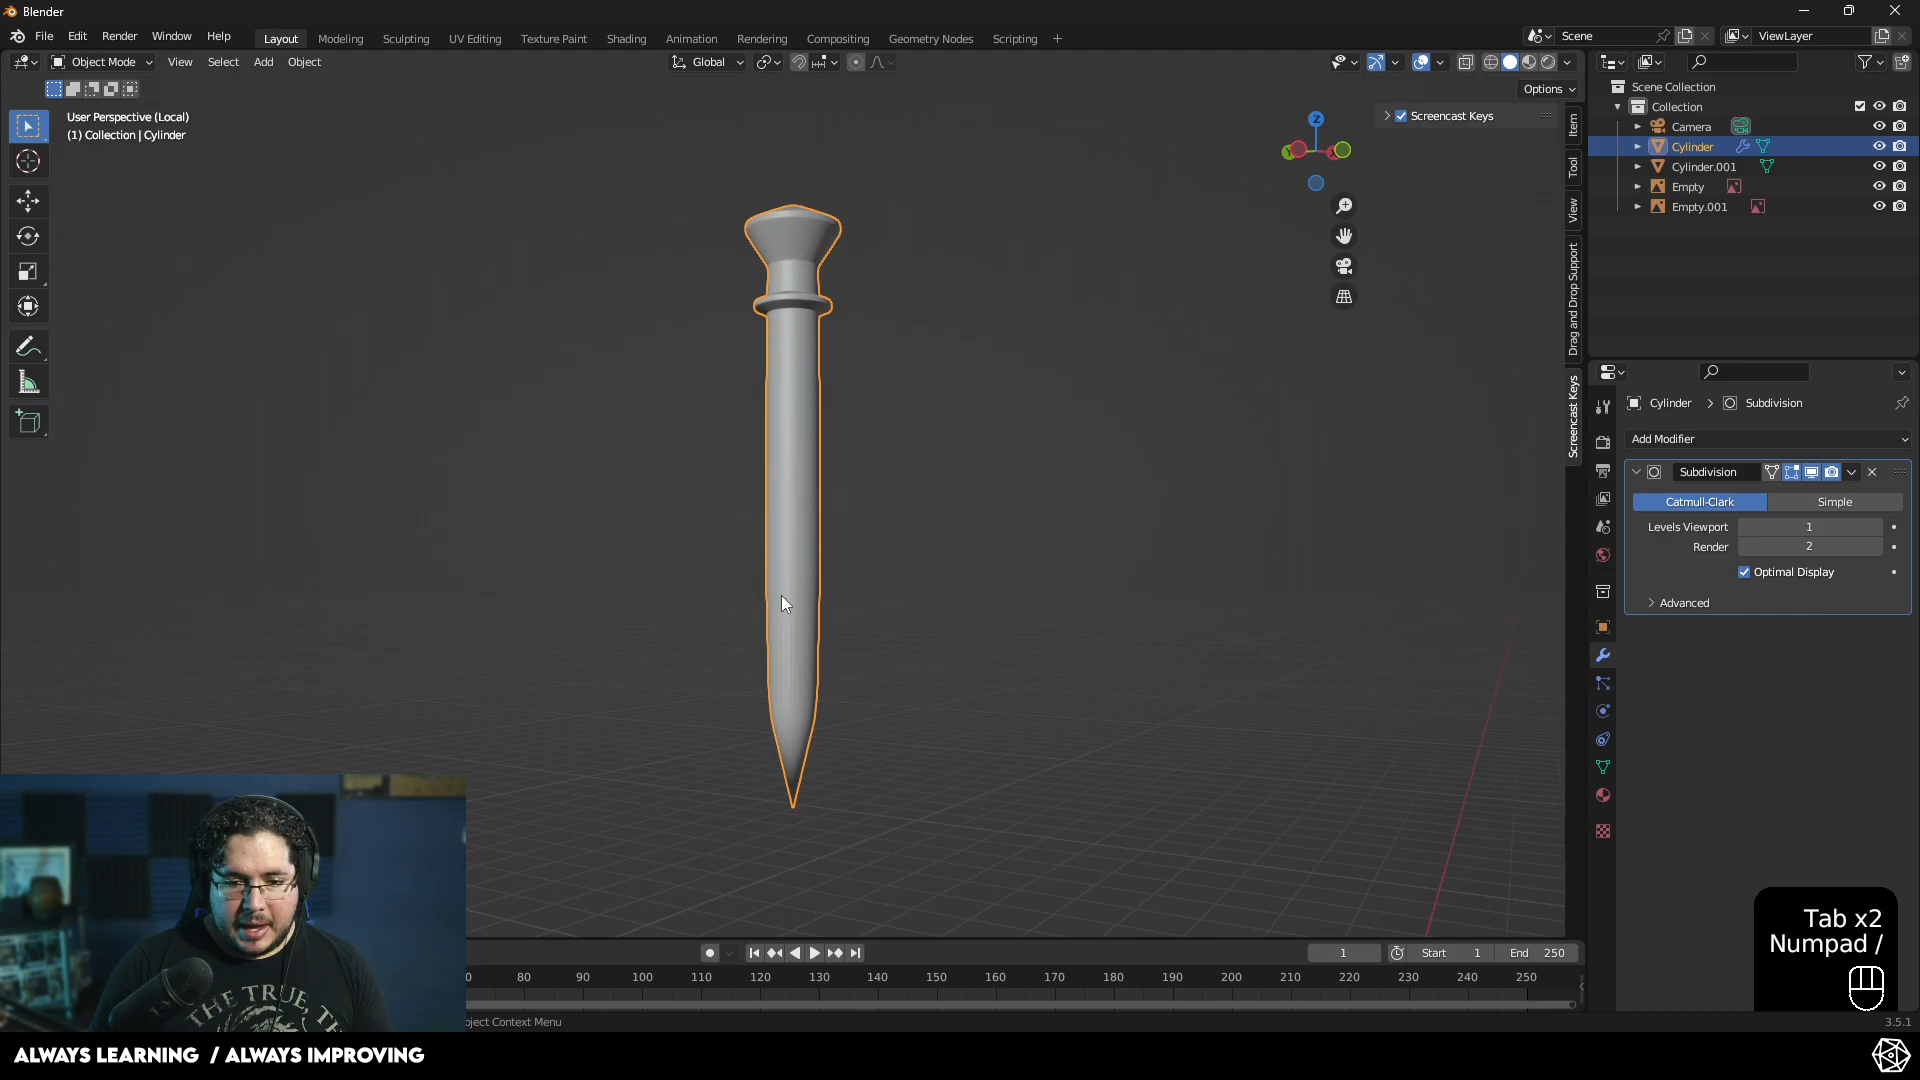 Blender
File Edit Render Window Help
Layout Modeling Sculpting UV Editing Texture Paint Shading Animation Rendering Compositing Geometry Nodes Scripting +
Scene
ViewLayer
Object Mode View Select Add Object
Global
Options
User Perspective (Local)
(1) Collection | Cylinder
Screencast Keys
Z
Item
Tool
View
Drag and Drop Support
Screencast Keys
Scene Collection
Collection
Camera
Cylinder
Cylinder.001
Empty
Empty.001
Cylinder > Subdivision
Add Modifier
Subdivision
Catmull-Clark Simple
Levels Viewport 1
Render 2
Optimal Display
Advanced
Tab x2
Numpad /
1 Start 1 End 250
0 80 90 100 110 120 130 140 150 160 170 180 190 200 210 220 230 240 250
oject Context Menu
3.5.1
THE TRUE, TH
ALWAYS LEARNING / ALWAYS IMPROVING